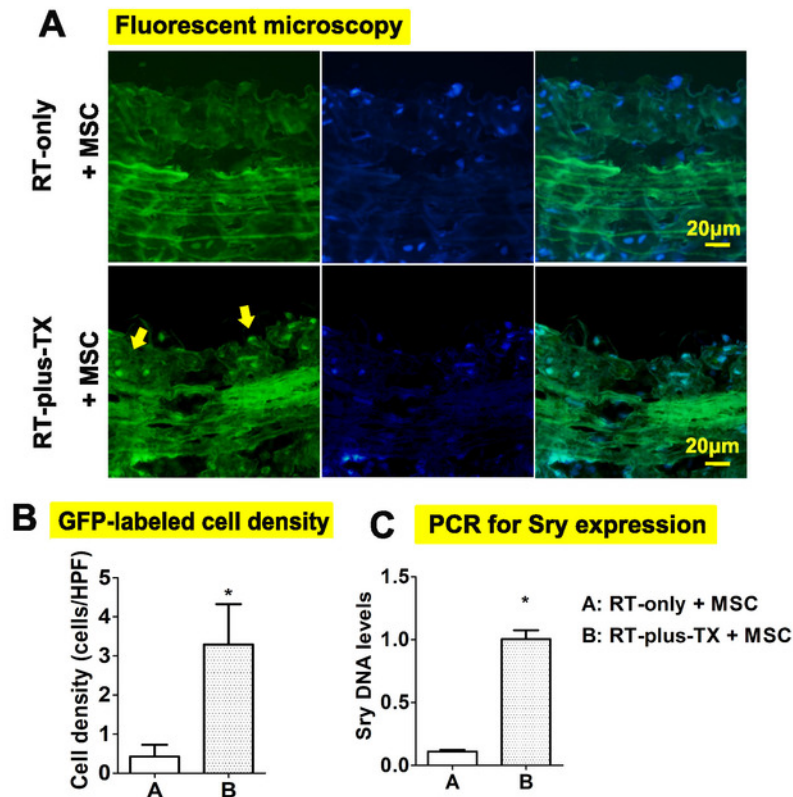 A Fluorescent microscopy
RT-only
+ MSC
20μm
RT-plus-TX
+ MSC
20μm
B GFP-labeled cell density
Cell density (cells/HPF)
5
4
3
2
1
0
*
A B
C PCR for Sry expression
Sry DNA levels
1.5
1.0
0.5
0.0
*
A B
A: RT-only + MSC
B: RT-plus-TX + MSC